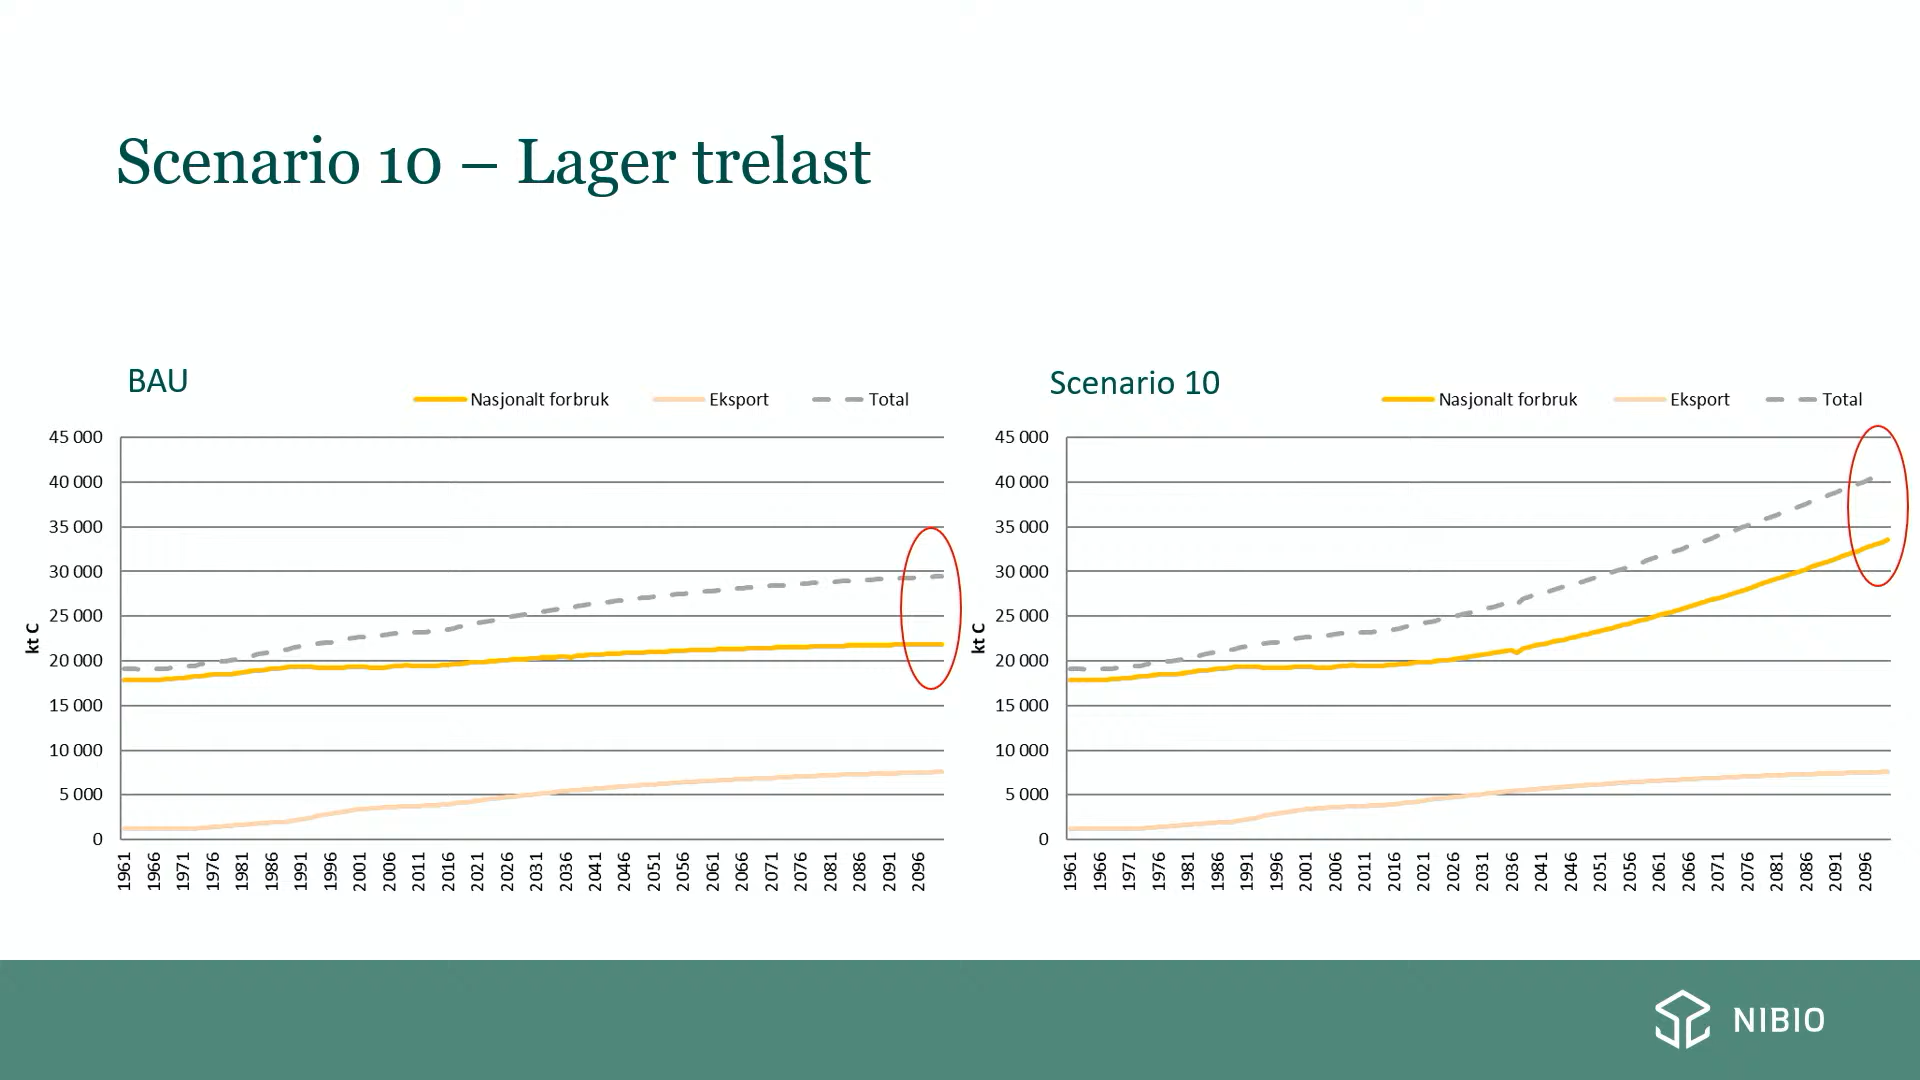 Scenario 10 – Lager trelast
BAU
Nasjonalt forbruk Eksport Total
45 000
40 000
35 000
30 000
25 000
20 000
15 000
10 000
5 000
0
kt C
1961 1966 1971 1976 1981 1986 1991 1996 2001 2006 2011 2016 2021 2026 2031 2036 2041 2046 2051 2056 2061 2066 2071 2076 2081 2086 2091 2096
Scenario 10
Nasjonalt forbruk Eksport Total
45 000
40 000
35 000
30 000
25 000
20 000
15 000
10 000
5 000
0
kt C
1961 1966 1971 1976 1981 1986 1991 1996 2001 2006 2011 2016 2021 2026 2031 2036 2041 2046 2051 2056 2061 2066 2071 2076 2081 2086 2091 2096
NIBIO